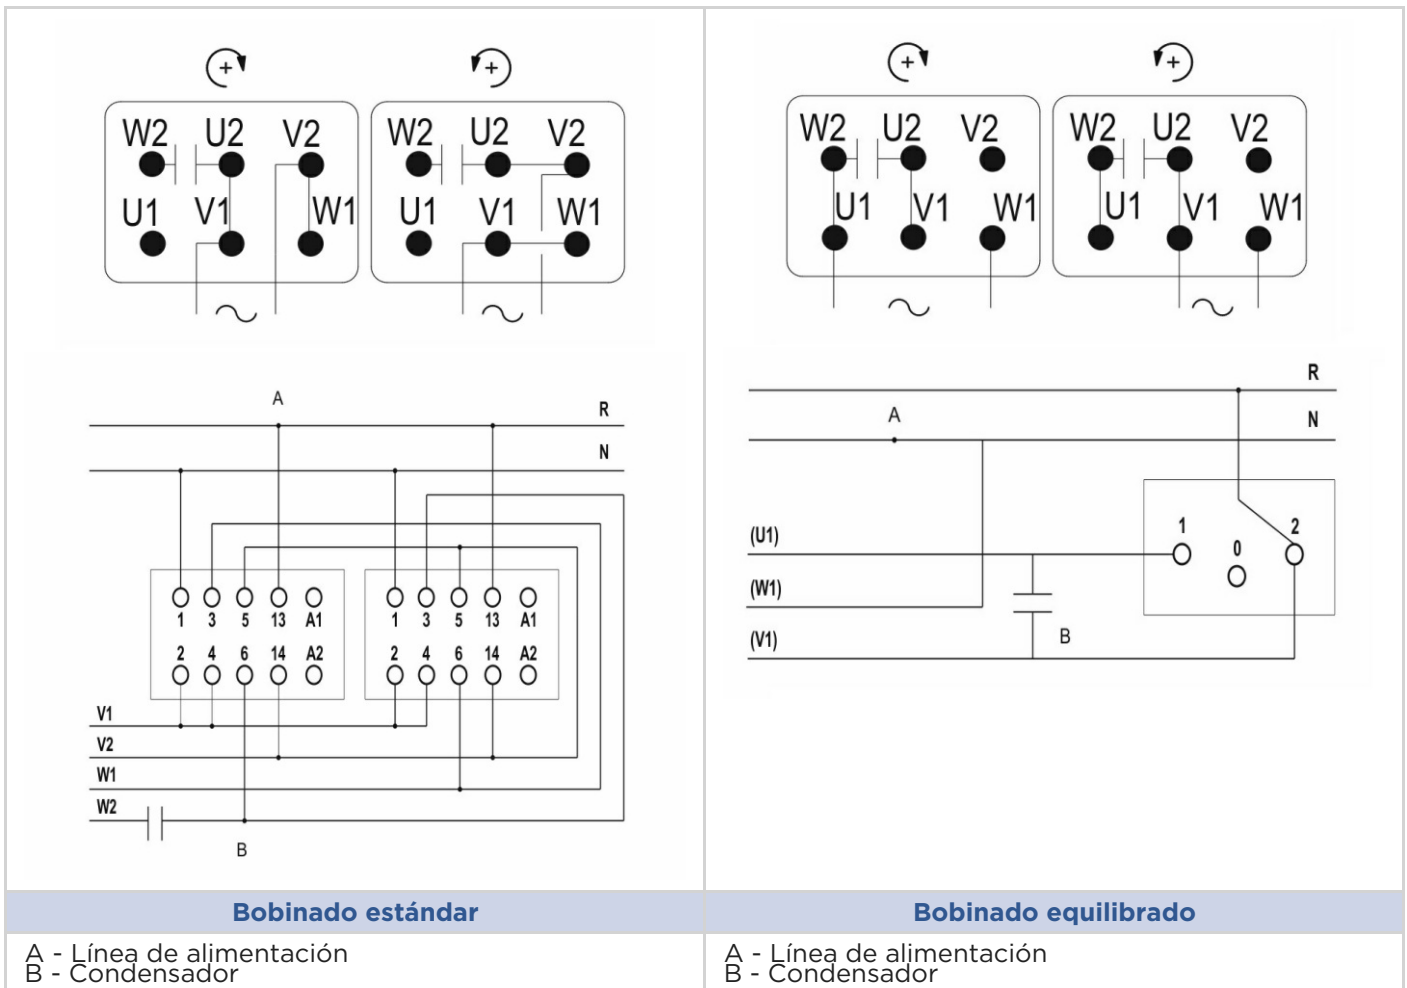 W2 U2 V2
U1 V1 W1
W2 U2 V2
U1 V1 W1
A
R
N
1 3 5 13 A1
2 4 6 14 A2
1 3 5 13 A1
2 4 6 14 A2
V1
V2
W1
W2
B
Bobinado estándar
A - Línea de alimentación
B - Condensador
W2 U2 V2
U1 V1 W1
W2 U2 V2
U1 V1 W1
R
A
N
(U1)
1
0
2
(W1)
(V1)
B
Bobinado equilibrado
A - Línea de alimentación
B - Condensador